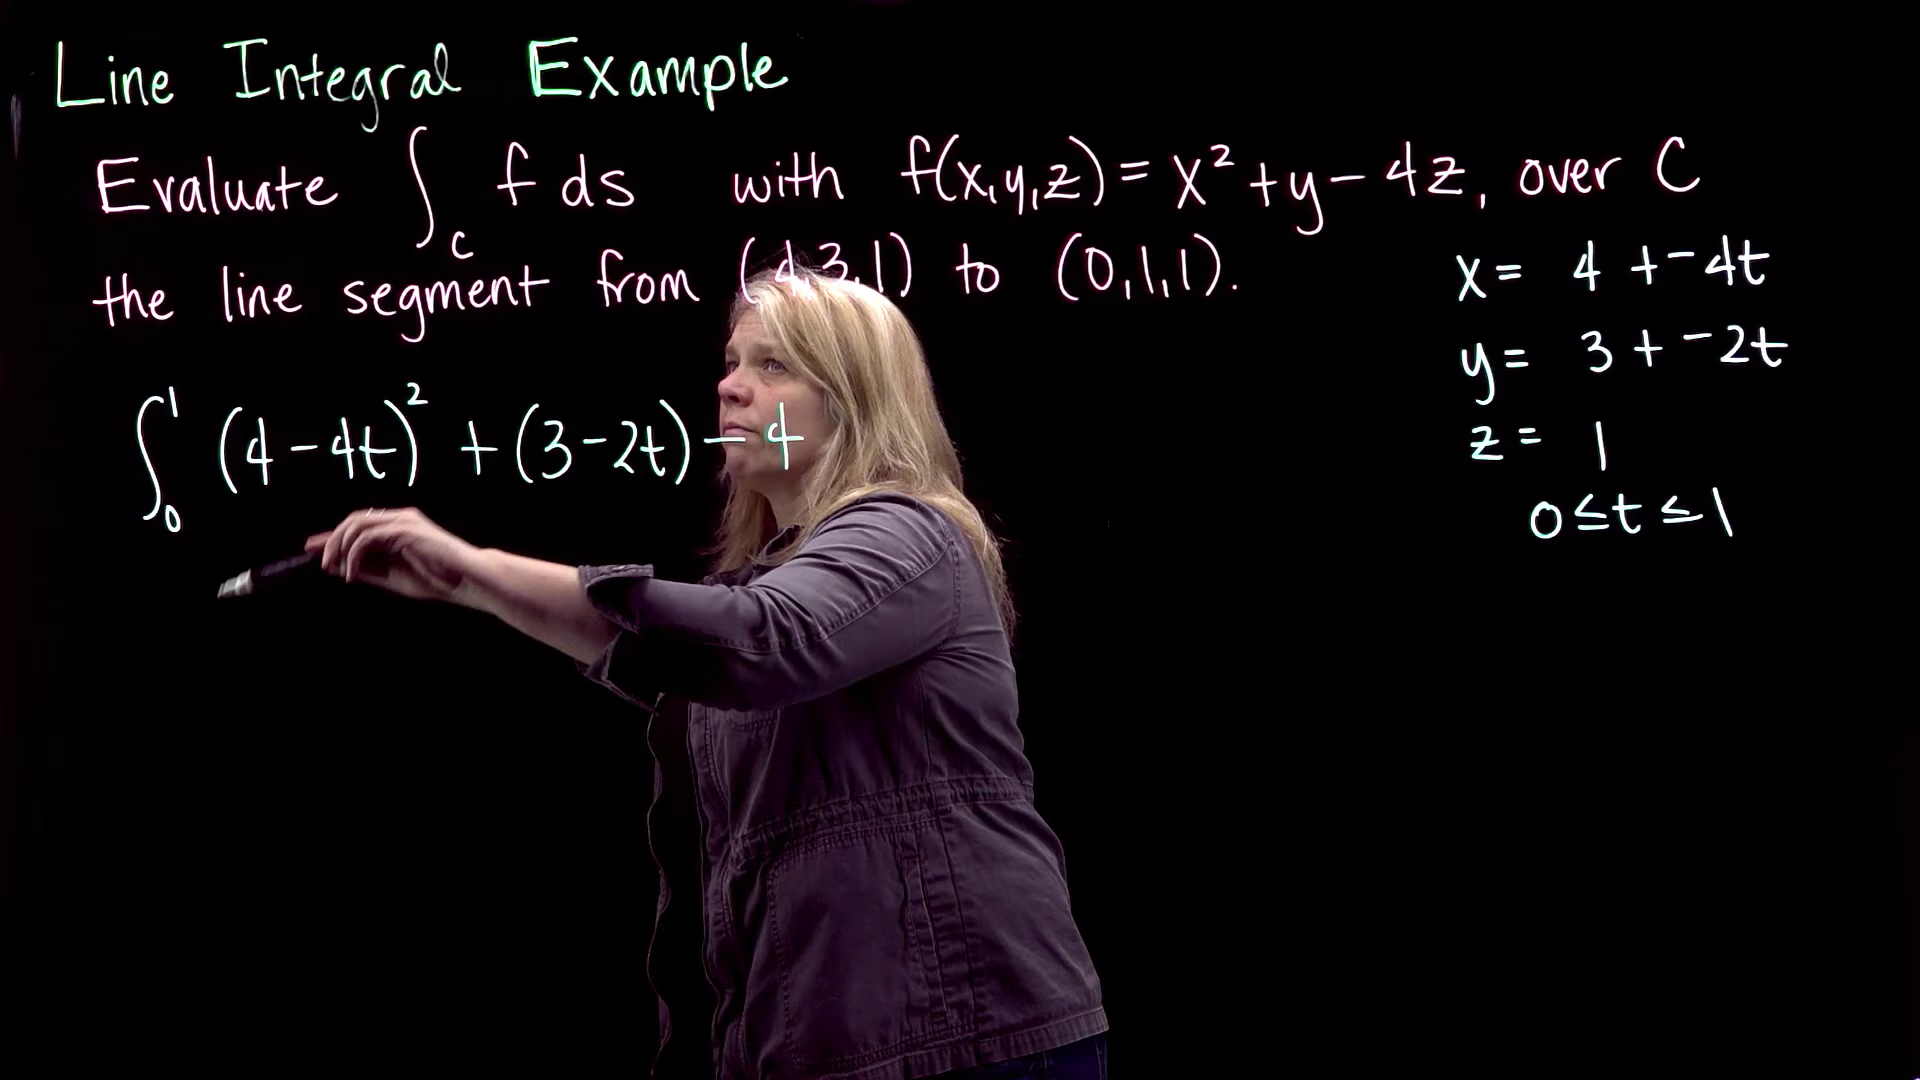 Line Integral Example
Evaluate ∫_C f ds with f(x,y,z) = x² + y - 4z, over C
the line segment from (4,3,1) to (0,1,1).
x = 4 + -4t
y = 3 + -2t
z = 1
0 ≤ t ≤ 1
∫₀¹ (4-4t)² + (3-2t) - 4